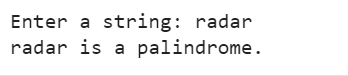 Enter a string: radar
radar is a palindrome.